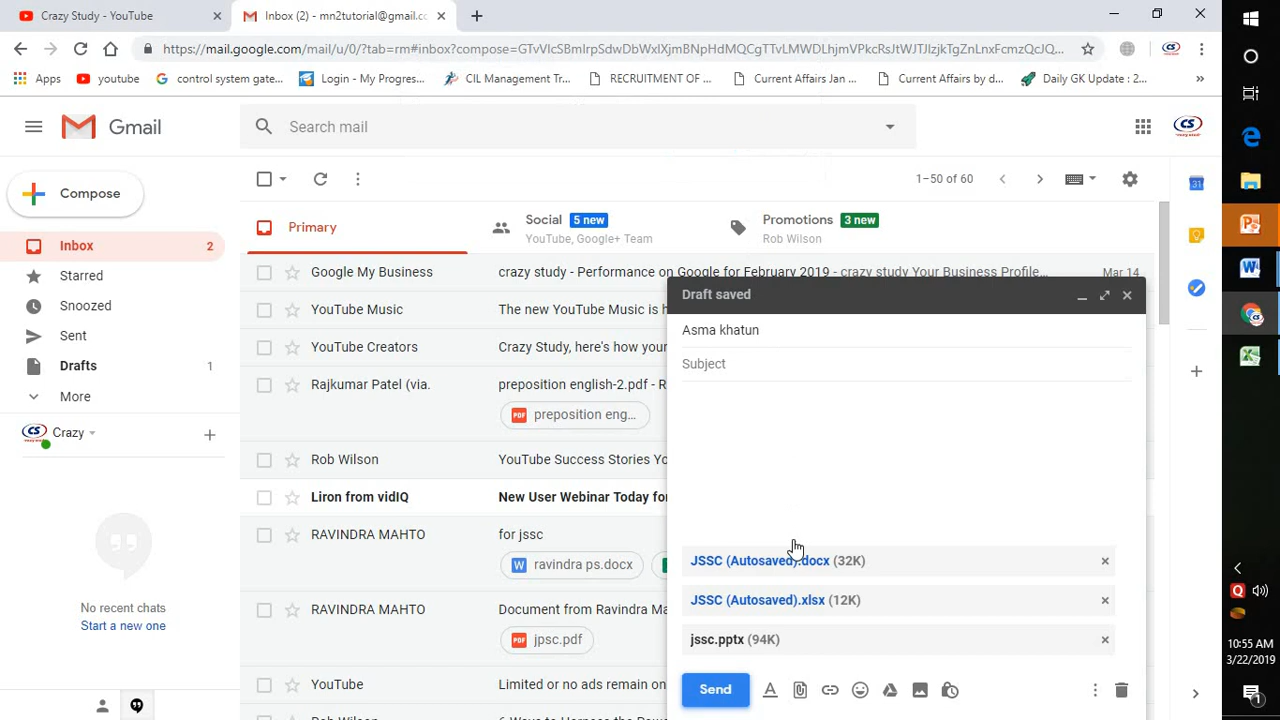 Crazy Study - YouTube
Inbox (2) - mn2tutorial@gmail.co
https://mail.google.com/mail/u/0/?tab=rm#inbox?compose=
Apps
youtube
control system gate...
Login - My Progres...
CIL Management Tr...
RECRUITMENT OF ...
Current Affairs Jan ...
Current Affairs by d...
Daily GK Update : 2...
»
Gmail
Search mail
CS
Compose
1–50 of 60
Inbox 2
Starred
Snoozed
Sent
Drafts 1
More
Crazy
No recent chats
Start a new one
Primary
Social 5 new
YouTube, Google+ Team
Promotions 3 new
Rob Wilson
Google My Business crazy study - Performance on Google for February 2019 - crazy study Your Business Profile... Mar 14
YouTube Music The new YouTube Music is h
YouTube Creators Crazy Study, here's how your
Rajkumar Patel (via. preposition english-2.pdf - R
PDF preposition eng...
Rob Wilson YouTube Success Stories Yo
Liron from vidIQ New User Webinar Today for
RAVINDRA MAHTO for jssc
W ravindra ps.docx
RAVINDRA MAHTO Document from Ravindra Ma
PDF jpsc.pdf
YouTube Limited or no ads remain on
Draft saved
Asma khatun
Subject
JSSC (Autosaved).docx (32K)
JSSC (Autosaved).xlsx (12K)
jssc.pptx (94K)
Send
31
10:55 AM
3/22/2019
1